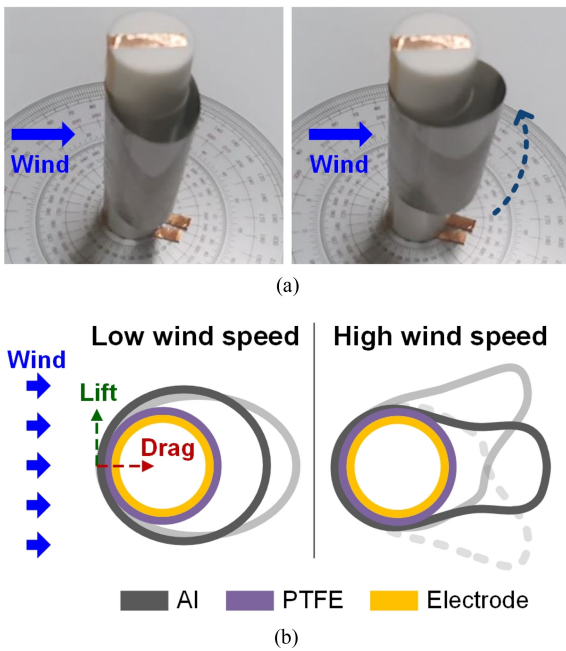 Wind
Wind
(a)
Low wind speed
High wind speed
Wind
Lift
Drag
Al
PTFE
Electrode
(b)